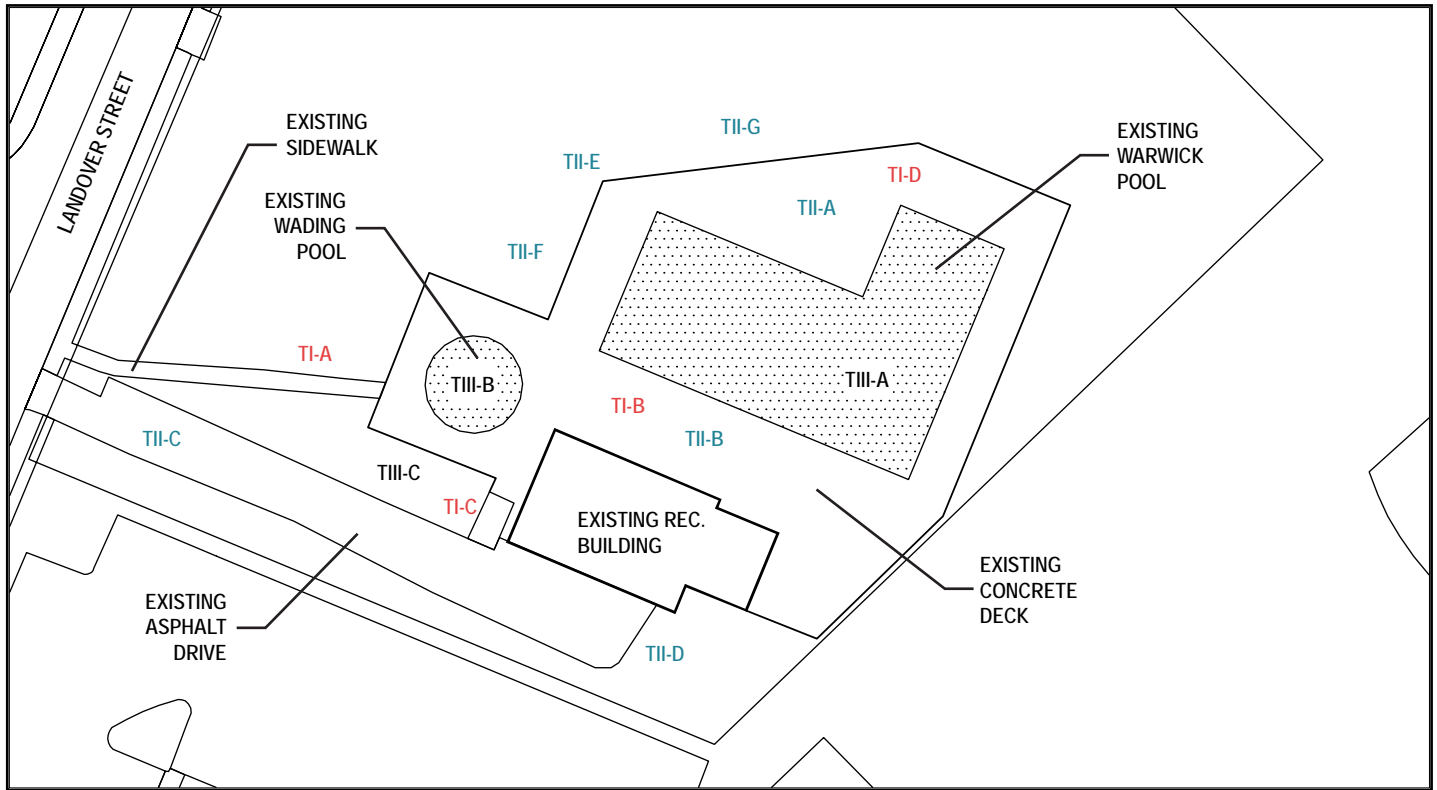 LANDOVER STREET
EXISTING
SIDEWALK
EXISTING
WADING
POOL
TII-G
TII-E
TII-F
EXISTING
WARWICK
POOL
TI-D
TII-A
TI-A
TIII-B
TIII-A
TI-B
TII-B
TII-C
TIII-C
TI-C
EXISTING REC.
BUILDING
EXISTING
CONCRETE
DECK
EXISTING
ASPHALT
DRIVE
TII-D